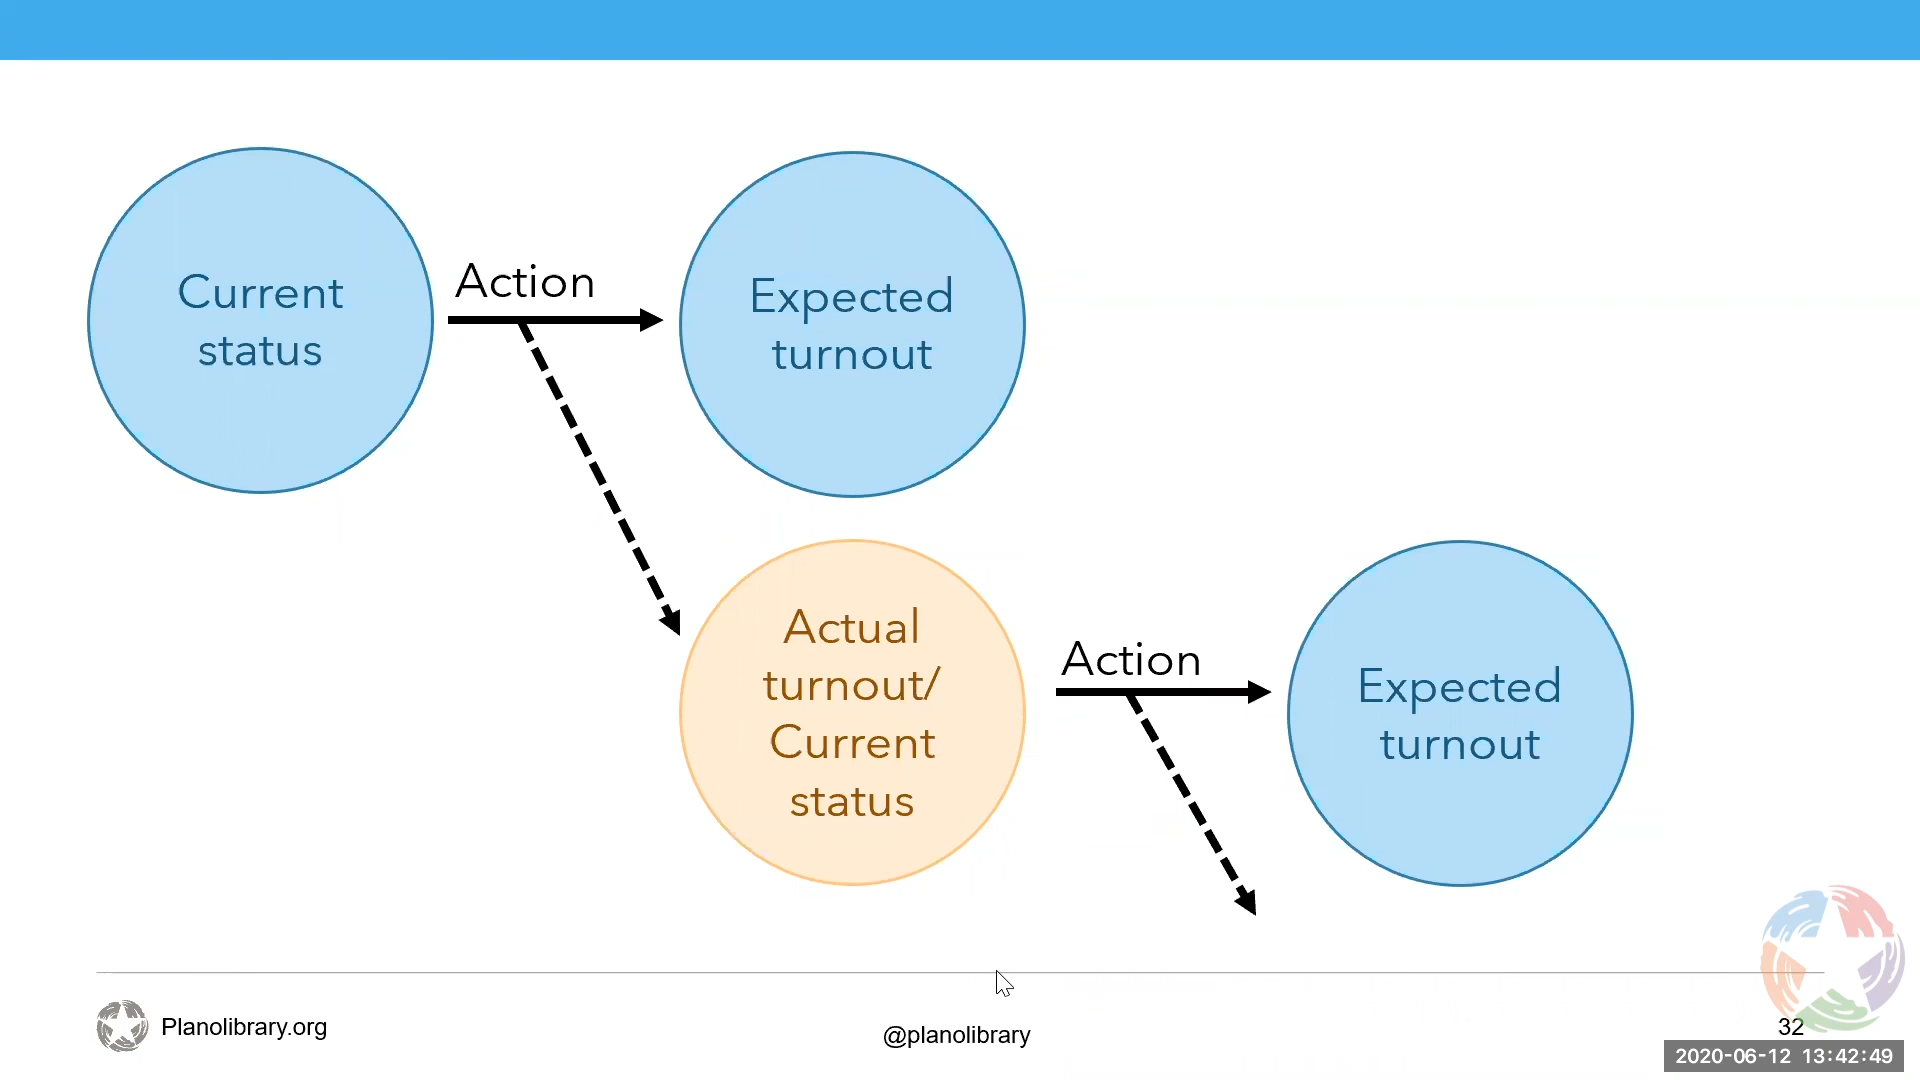 Current
status
Action
Expected
turnout
Actual
turnout/
Current
status
Action
Expected
turnout
Planolibrary.org
@planolibrary
32
2020-06-12 13:42:49